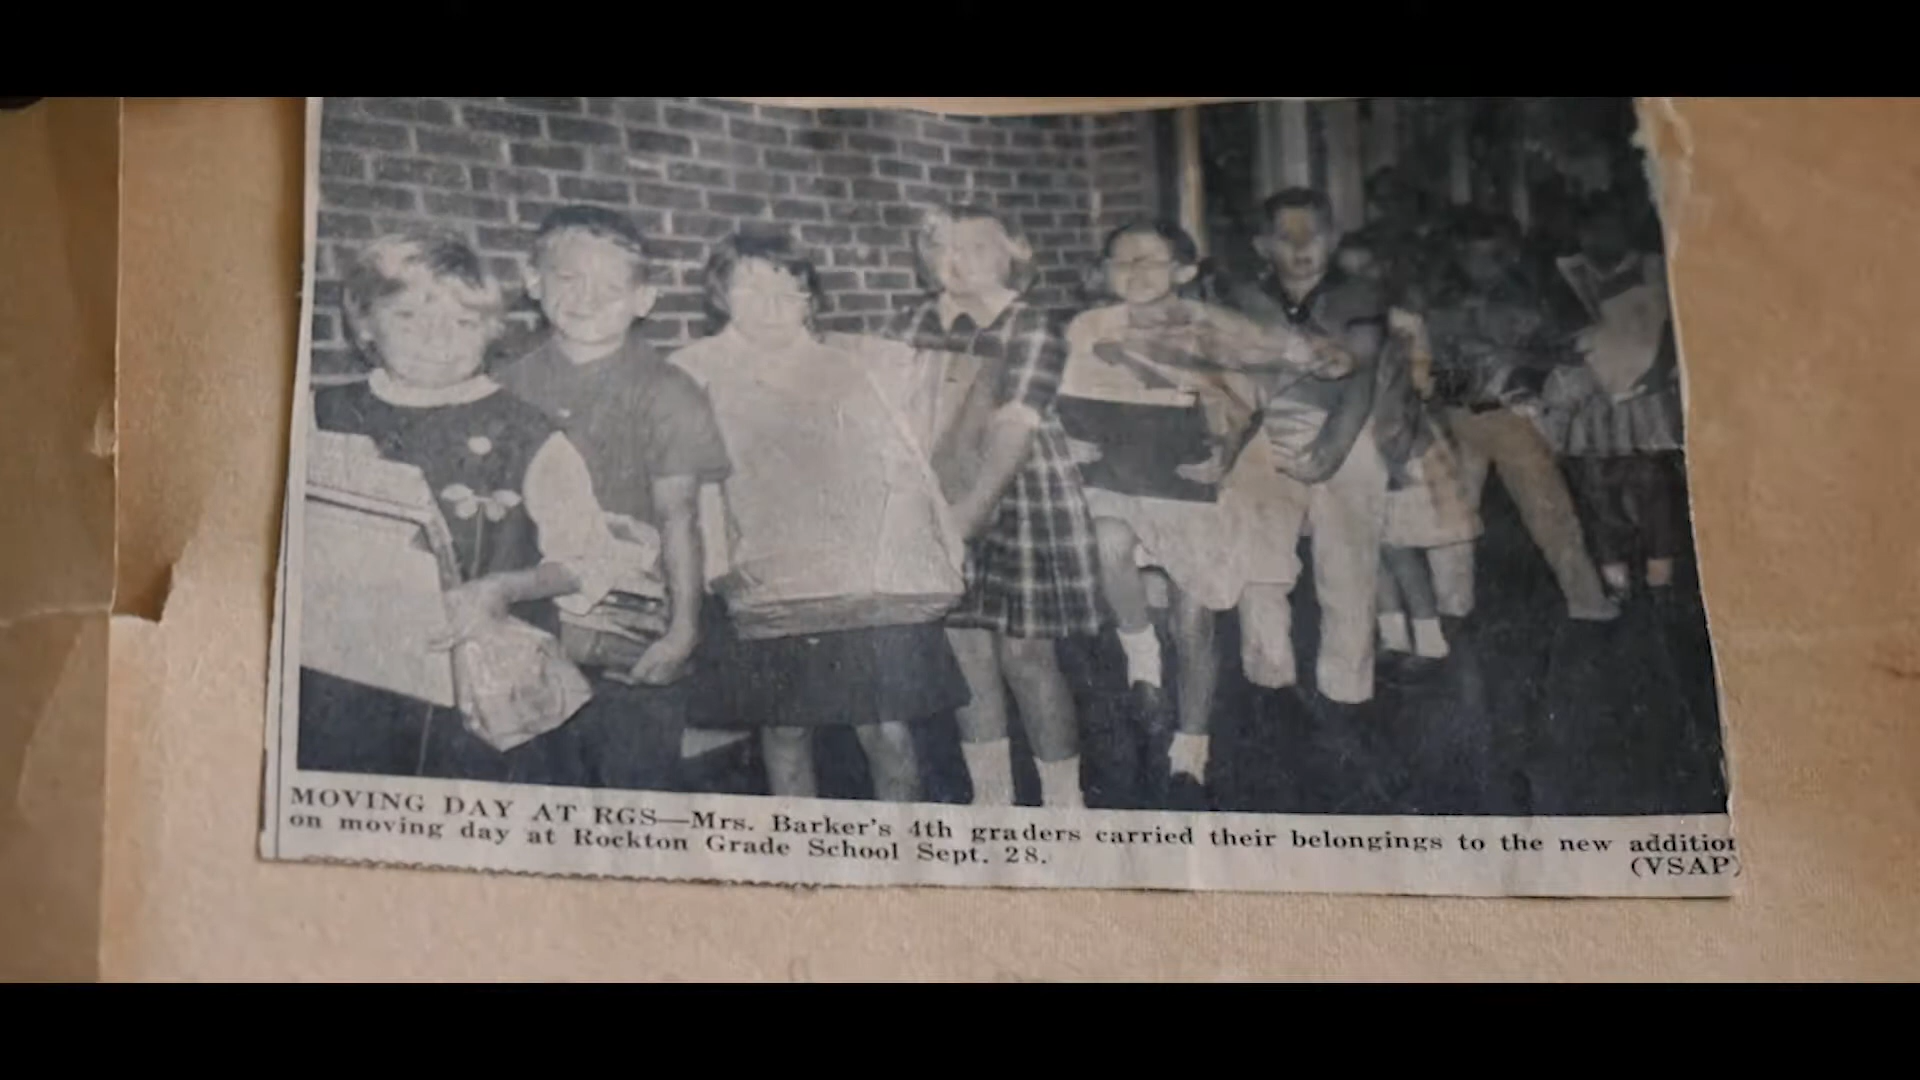 MOVING DAY AT RGS—Mrs. Barker's 4th graders carried their belongings to the new addition
on moving day at Rockton Grade School Sept. 28.
(VSAP)